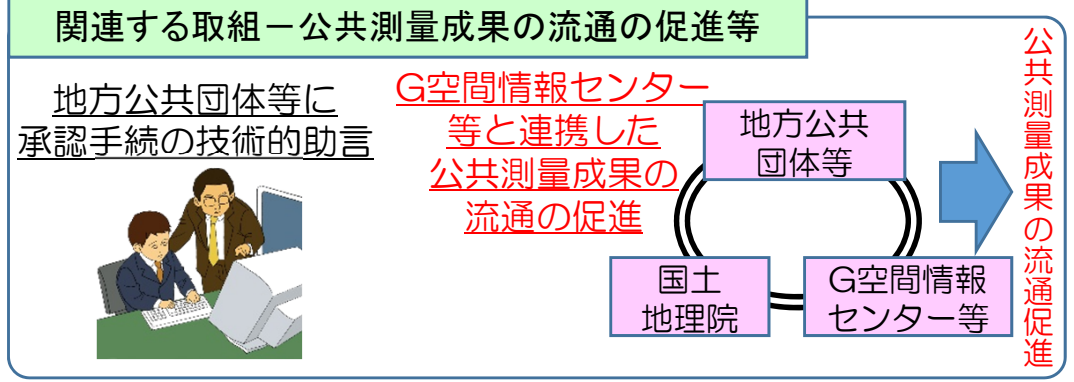 関連する取組－公共測量成果の流通の促進等
地方公共団体等に
承認手続の技術的助言
G空間情報センター
等と連携した
公共測量成果の
流通の促進
地方公共
団体等
国土
地理院
G空間情報
センター等
公共測量成果の流通促進